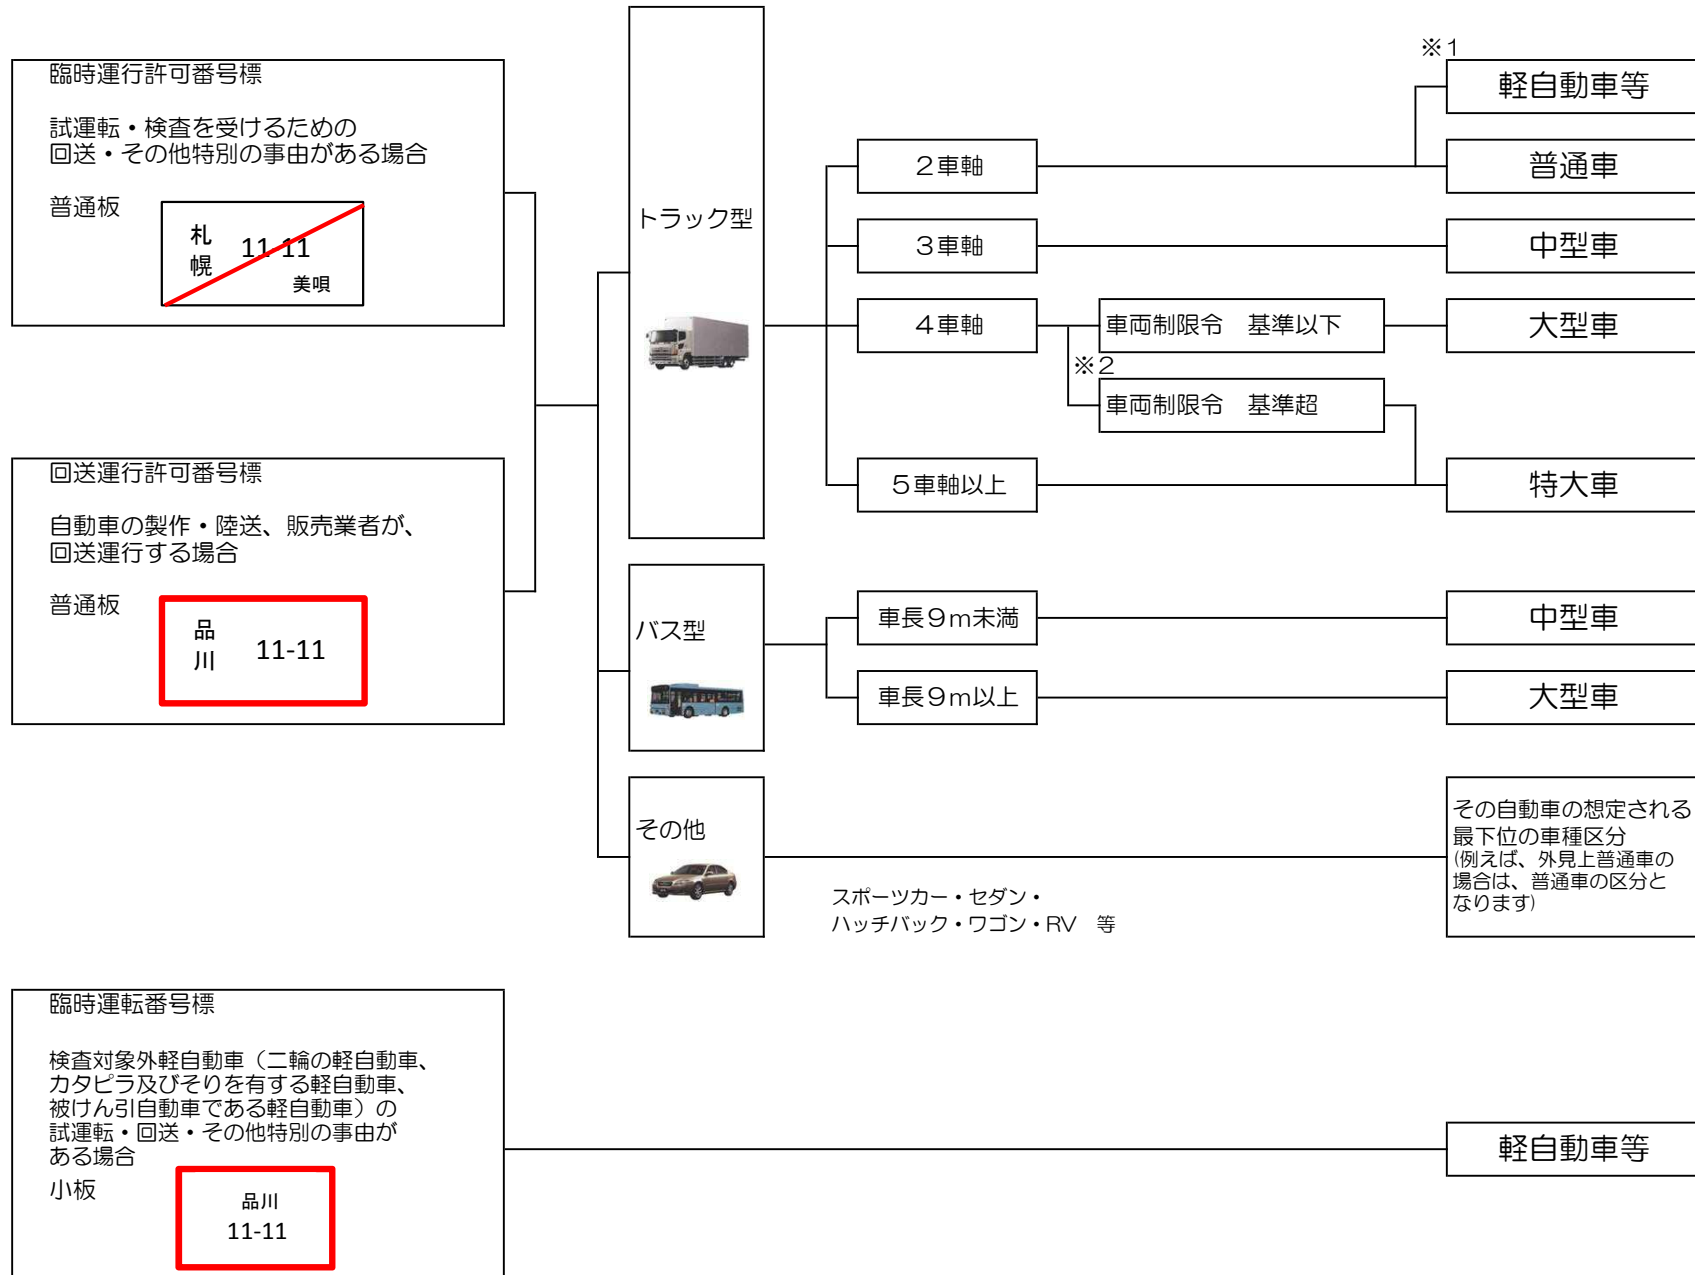 臨時運行許可番号標
試運転・検査を受けるための
回送・その他特別の事由がある場合
普通板
札幌
11-11
美唄
回送運行許可番号標
自動車の製作・陸送、販売業者が、
回送運行する場合
普通板
品川
11-11
トラック型
2車軸
3車軸
4車軸
5車軸以上
車両制限令 基準以下
※2
車両制限令 基準超
※1
軽自動車等
普通車
中型車
大型車
特大車
バス型
車長9m未満
車長9m以上
中型車
大型車
その他
スポーツカー・セダン・
ハッチバック・ワゴン・RV 等
その自動車の想定される
最下位の車種区分
(例えば、外見上普通車の
場合は、普通車の区分と
なります)
臨時運転番号標
検査対象外軽自動車（二輪の軽自動車、
カタピラ及びそりを有する軽自動車、
被けん引自動車である軽自動車）の
試運転・回送・その他特別の事由が
ある場合
小板
品川
11-11
軽自動車等